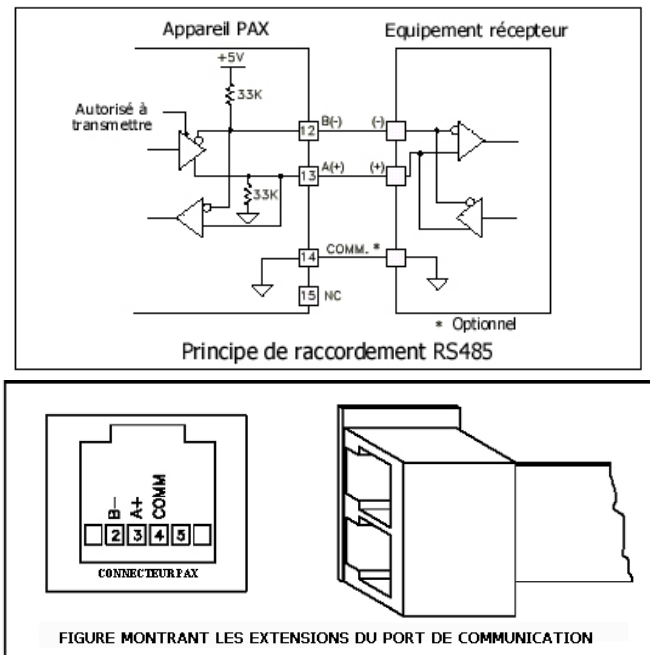 Appareil PAX
Equipement récepteur
+5V
33K
Autorisé à
transmettre
12 B(-) (-)
13 A(+) (+)
33K
14 COMM. *
15 NC
* Optionnel
Principe de raccordement RS485
B-
A+
COMM
2 3 4 5
CONNECTEUR PAX
FIGURE MONTRANT LES EXTENSIONS DU PORT DE COMMUNICATION